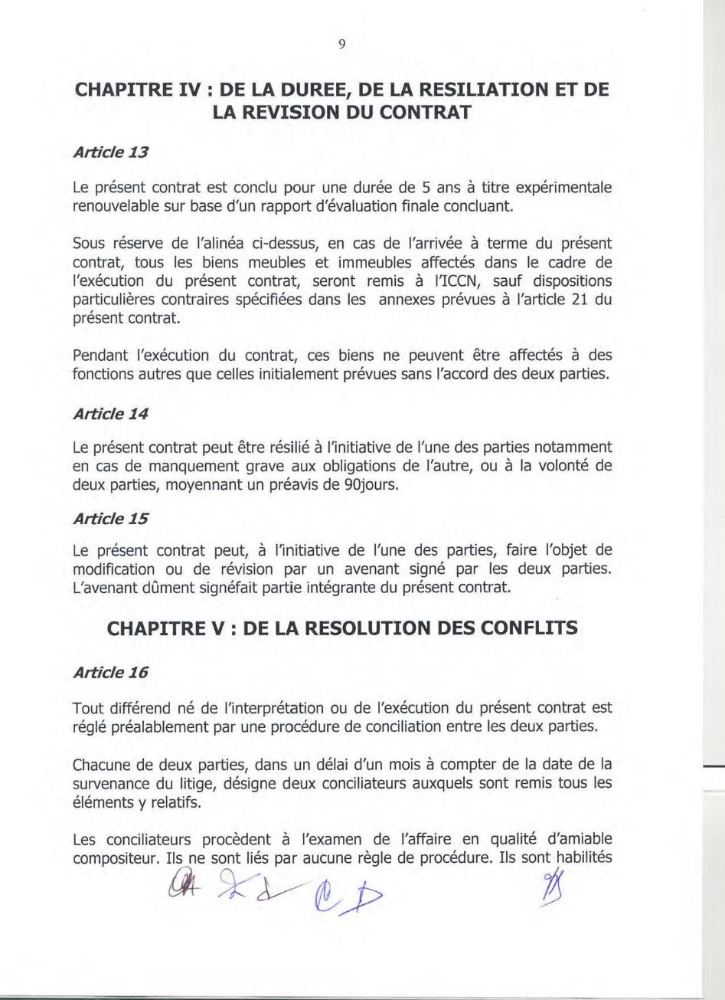 9
CHAPITRE IV : DE LA DUREE, DE LA RESILIATION ET DE
LA REVISION DU CONTRAT
Article 13
Le présent contrat est conclu pour une durée de 5 ans à titre expérimentale
renouvelable sur base d'un rapport d'évaluation finale concluant.
Sous réserve de l'alinéa ci-dessus, en cas de l'arrivée à terme du présent
contrat, tous les biens meubles et immeubles affectés dans le cadre de
l'exécution du présent contrat, seront remis à l'ICCN, sauf dispositions
particulières contraires spécifiées dans les annexes prévues à l'article 21 du
présent contrat.
Pendant l'exécution du contrat, ces biens ne peuvent être affectés à des
fonctions autres que celles initialement prévues sans l'accord des deux parties.
Article 14
Le présent contrat peut être résilié à l'initiative de l'une des parties notamment
en cas de manquement grave aux obligations de l'autre, ou à la volonté de
deux parties, moyennant un préavis de 90jours.
Article 15
Le présent contrat peut, à l'initiative de l'une des parties, faire l'objet de
modification ou de révision par un avenant signé par les deux parties.
L'avenant dûment signéfait partie intégrante du présent contrat.
CHAPITRE V : DE LA RESOLUTION DES CONFLITS
Article 16
Tout différend né de l'interprétation ou de l'exécution du présent contrat est
réglé préalablement par une procédure de conciliation entre les deux parties.
Chacune de deux parties, dans un délai d'un mois à compter de la date de la
survenance du litige, désigne deux conciliateurs auxquels sont remis tous les
éléments y relatifs.
Les conciliateurs procèdent à l'examen de l'affaire en qualité d'amiable
compositeur. Ils ne sont liés par aucune règle de procédure. Ils sont habilités